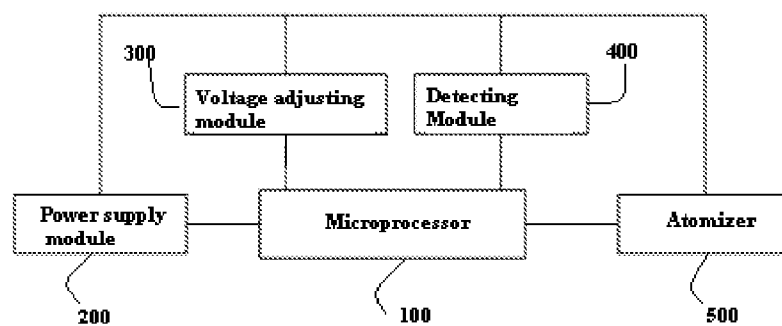 300
400
Voltage adjusting
module
Detecting
Module
Power supply
module
Microprocessor
Atomizer
200
100
500